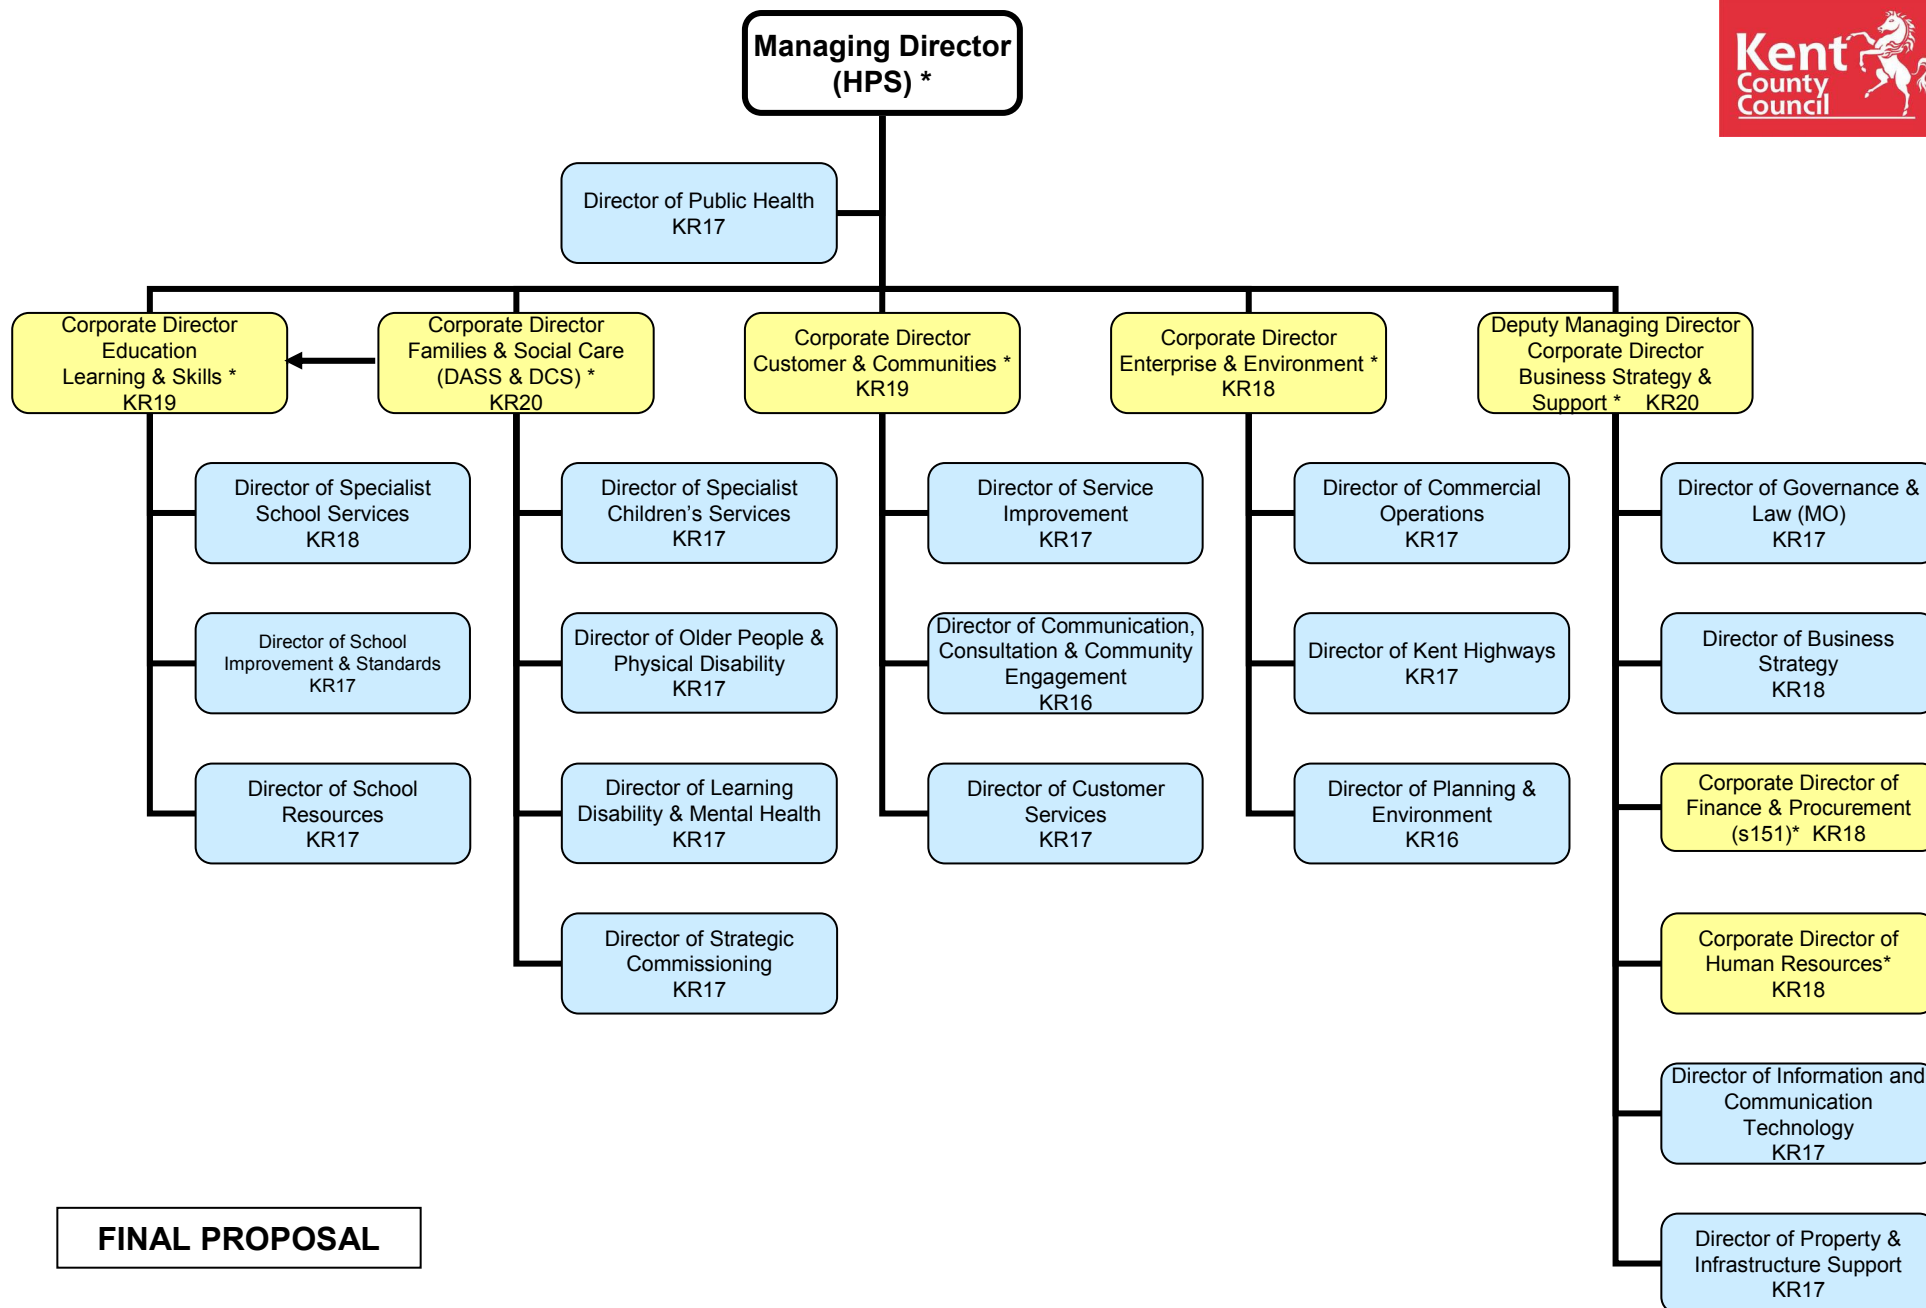 Managing Director
(HPS) *
Kent
County
Council
Director of Public Health
KR17
Corporate Director
Education
Learning & Skills *
KR19
Corporate Director
Families & Social Care
(DASS & DCS) *
KR20
Corporate Director
Customer & Communities *
KR19
Corporate Director
Enterprise & Environment *
KR18
Deputy Managing Director
Corporate Director
Business Strategy &
Support * KR20
Director of Specialist
School Services
KR18
Director of Specialist
Children’s Services
KR17
Director of Service
Improvement
KR17
Director of Commercial
Operations
KR17
Director of Governance &
Law (MO)
KR17
Director of School
Improvement & Standards
KR17
Director of Older People &
Physical Disability
KR17
Director of Communication,
Consultation & Community
Engagement
KR16
Director of Kent Highways
KR17
Director of Business
Strategy
KR18
Director of School
Resources
KR17
Director of Learning
Disability & Mental Health
KR17
Director of Customer
Services
KR17
Director of Planning &
Environment
KR16
Corporate Director of
Finance & Procurement
(s151)* KR18
Director of Strategic
Commissioning
KR17
Corporate Director of
Human Resources*
KR18
Director of Information and
Communication
Technology
KR17
Director of Property &
Infrastructure Support
KR17
FINAL PROPOSAL